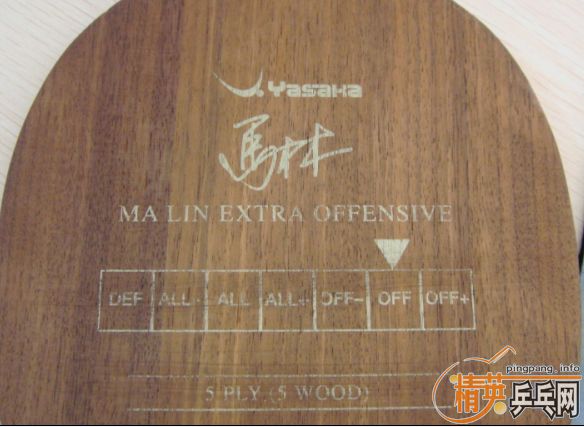 Yasaka
馬林
MA LIN EXTRA OFFENSIVE
DEF ALL- ALL ALL+ OFF- OFF OFF+
5 PLY (5 WOOD)
pingpang.info
精英乒乓网